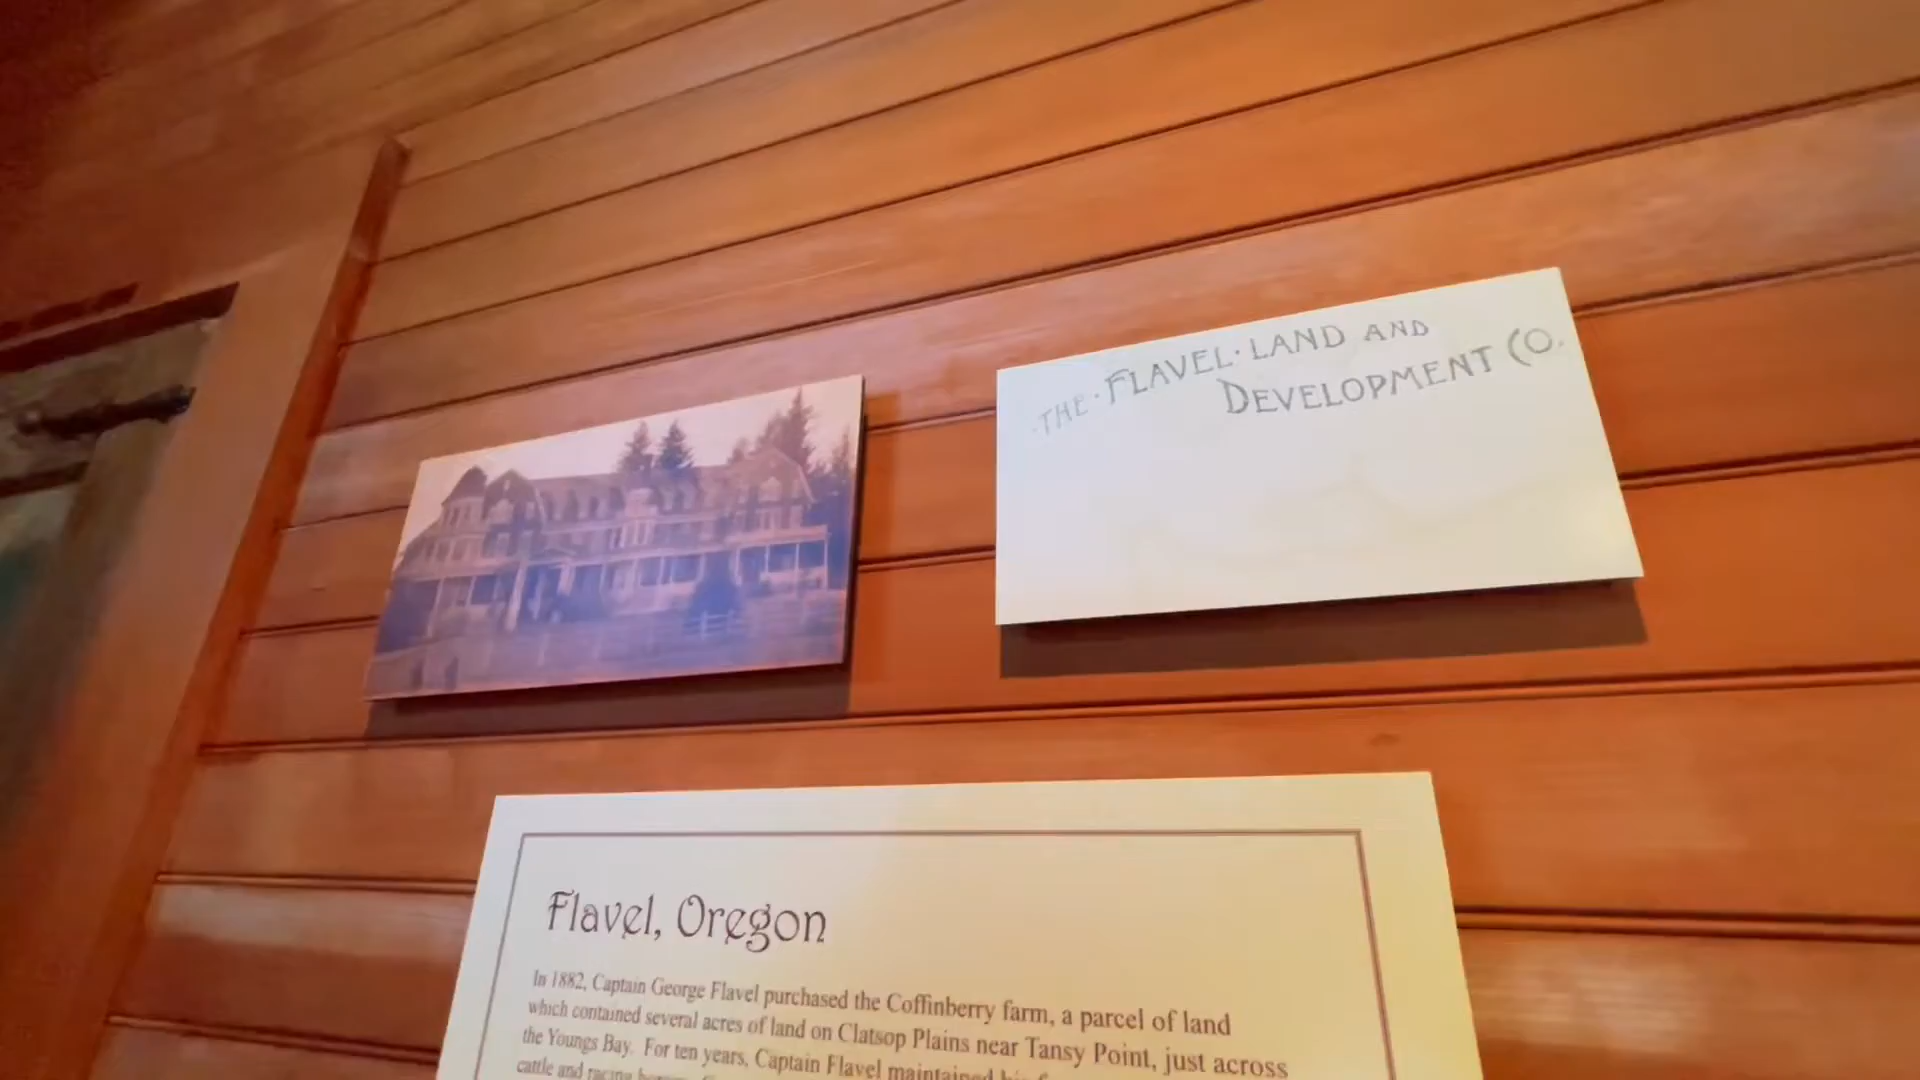 ·THE·FLAVEL·LAND AND
DEVELOPMENT CO.
Flavel, Oregon
In 1882, Captain George Flavel purchased the Coffinberry farm, a parcel of land
which contained several acres of land on Clatsop Plains near Tansy Point, just across
the Youngs Bay. For ten years, Captain Flavel maintained his
cattle and racing